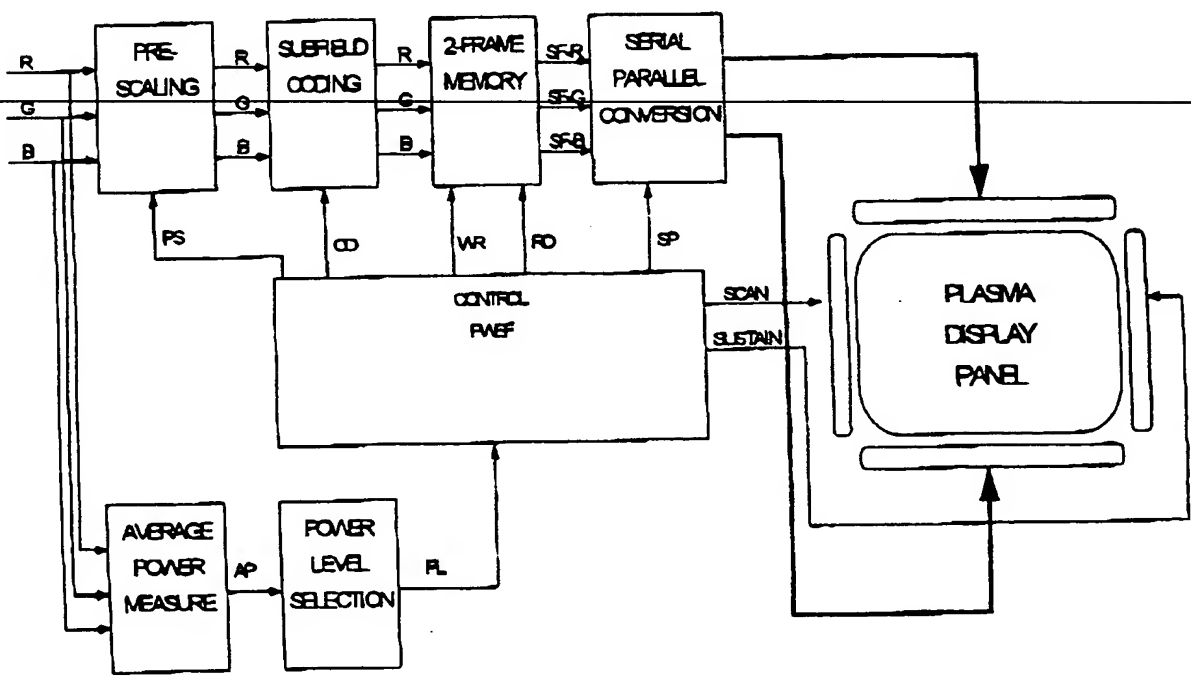 R
G
B
PRE-
SCALING
R
G
B
SUBFIELD
CODING
R
G
B
2-FRAME
MEMORY
SF-R
SF-G
SF-B
SERIAL
PARALLEL
CONVERSION
PS
CD
WR
RD
SP
CONTROL
SCAN
SUSTAIN
PLASMA
DISPLAY
PANEL
AVERAGE
POWER
MEASURE
AP
POWER
LEVEL
SELECTION
PL